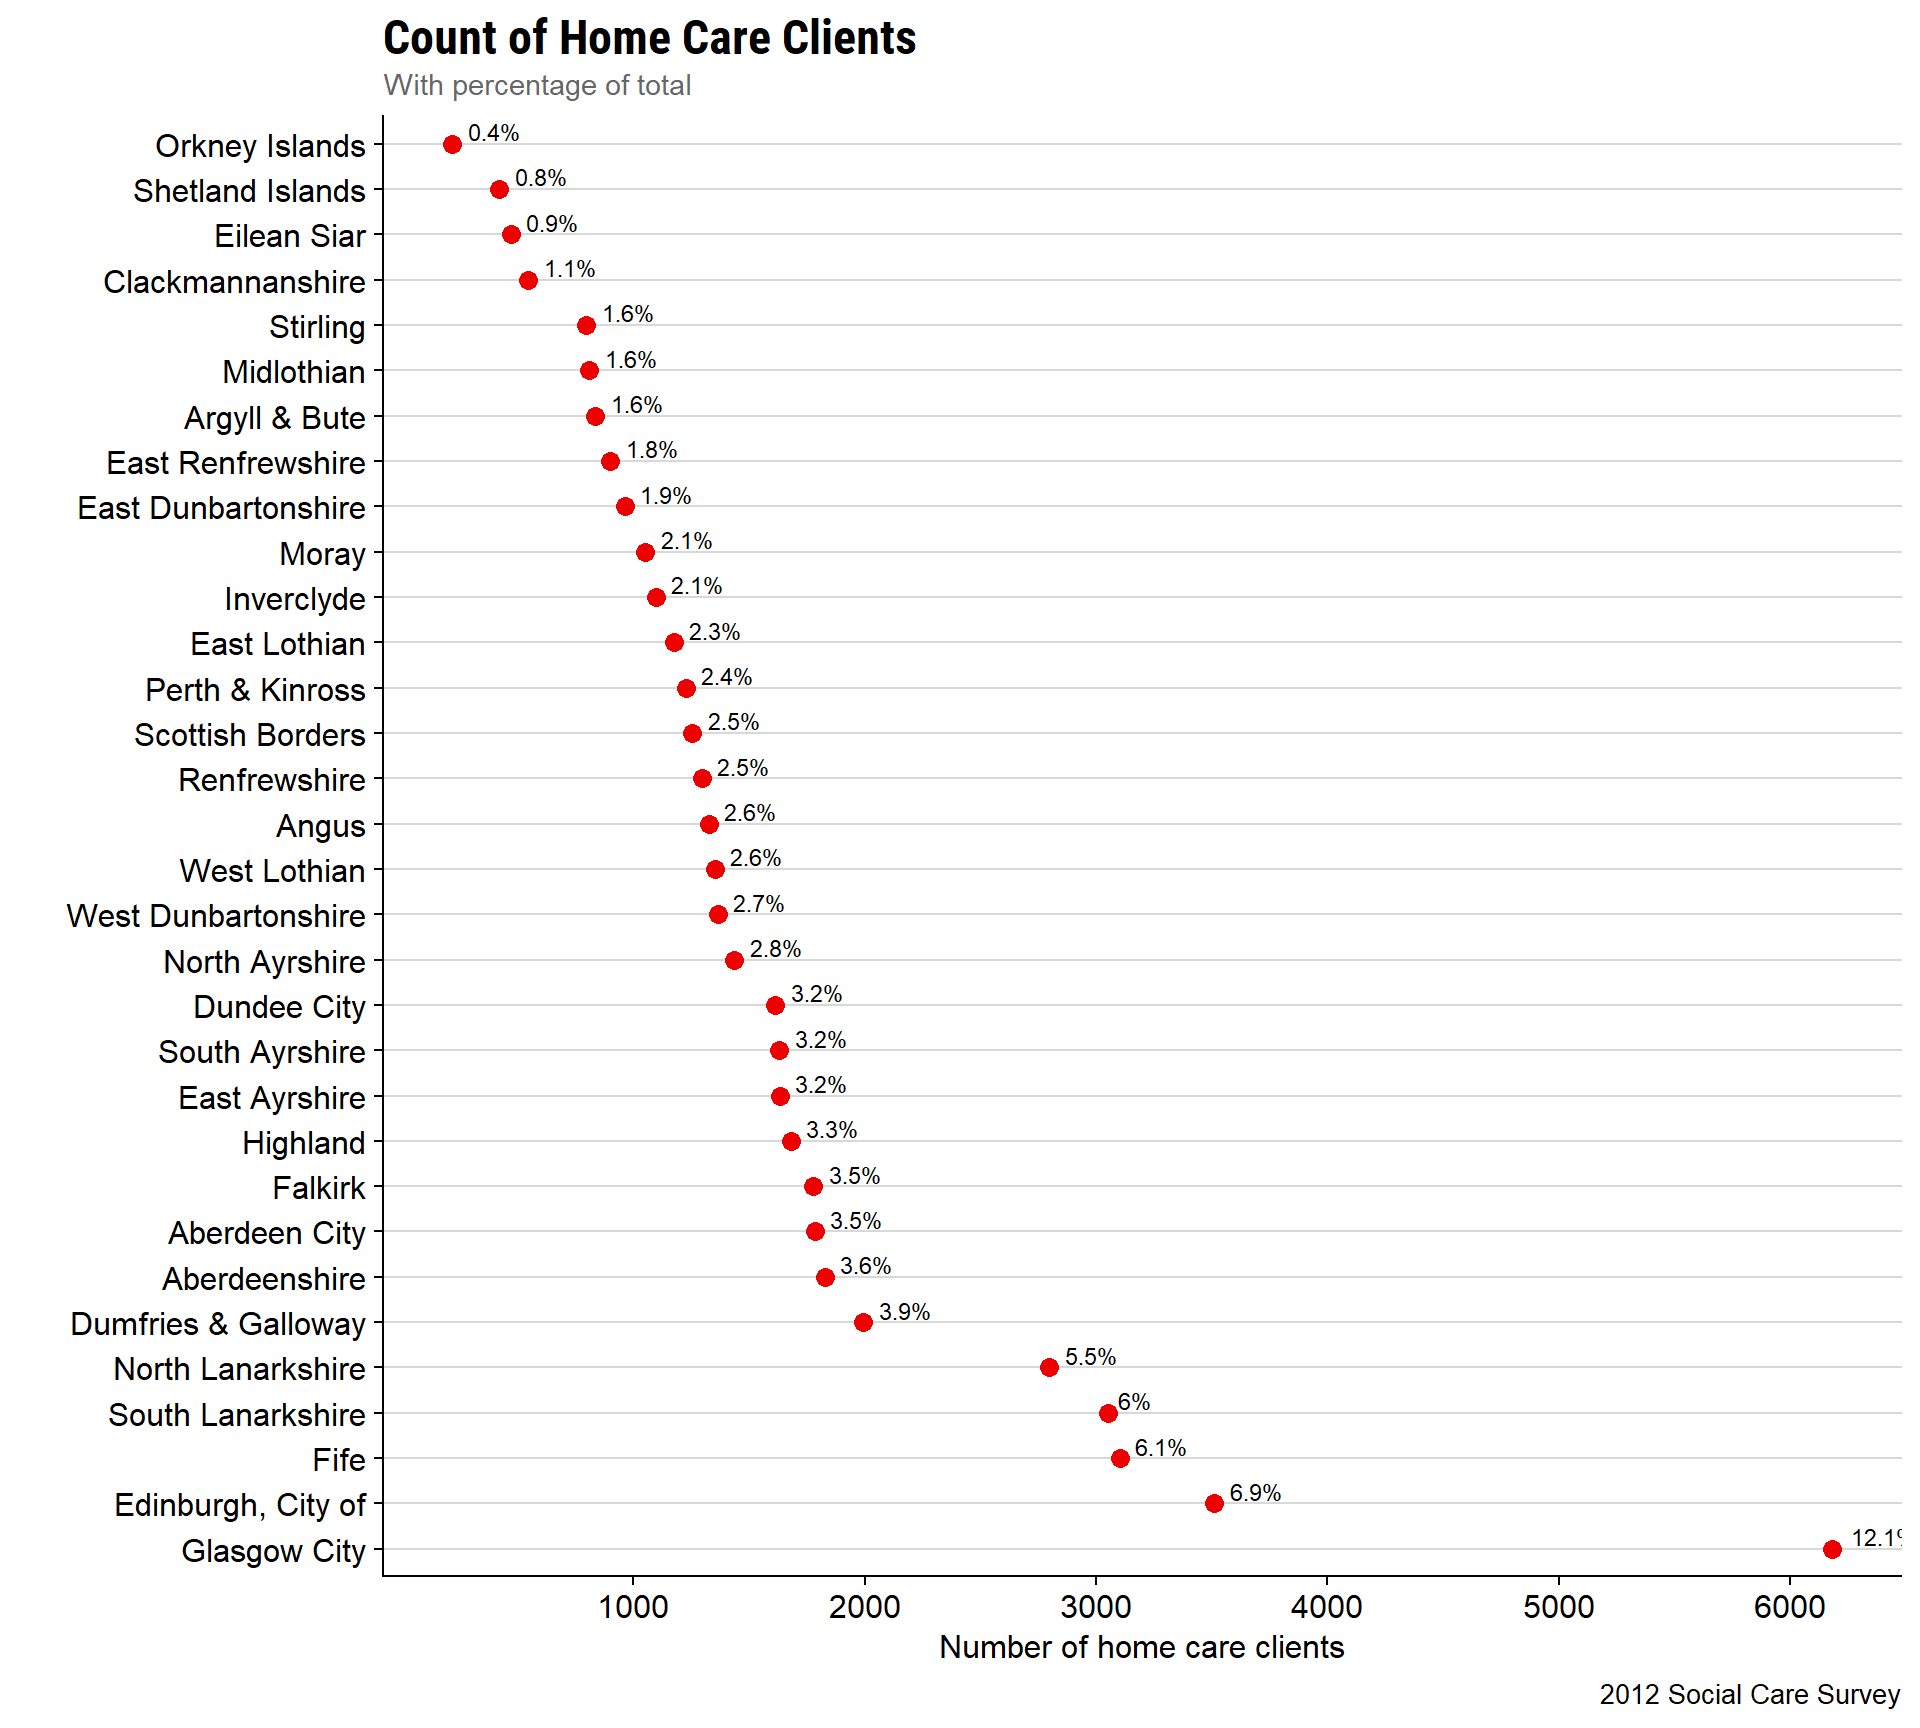 Count of Home Care Clients
With percentage of total
Orkney Islands 0.4%
Shetland Islands 0.8%
Eilean Siar 0.9%
Clackmannanshire 1.1%
Stirling 1.6%
Midlothian 1.6%
Argyll & Bute 1.6%
East Renfrewshire 1.8%
East Dunbartonshire 1.9%
Moray 2.1%
Inverclyde 2.1%
East Lothian 2.3%
Perth & Kinross 2.4%
Scottish Borders 2.5%
Renfrewshire 2.5%
Angus 2.6%
West Lothian 2.6%
West Dunbartonshire 2.7%
North Ayrshire 2.8%
Dundee City 3.2%
South Ayrshire 3.2%
East Ayrshire 3.2%
Highland 3.3%
Falkirk 3.5%
Aberdeen City 3.5%
Aberdeenshire 3.6%
Dumfries & Galloway 3.9%
North Lanarkshire 5.5%
South Lanarkshire 6%
Fife 6.1%
Edinburgh, City of 6.9%
Glasgow City 12.1%
1000 2000 3000 4000 5000 6000
Number of home care clients
2012 Social Care Survey